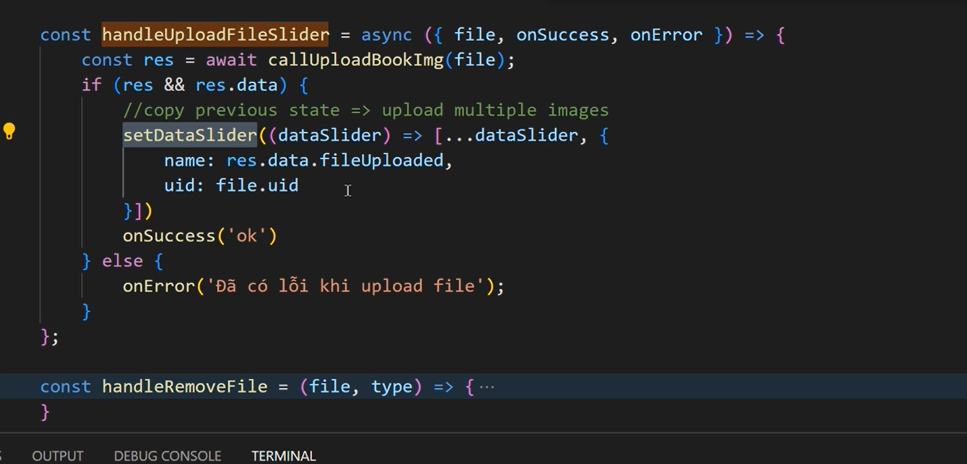 const handleUploadFileSlider = async ({ file, onSuccess, onError }) => {
const res = await callUploadBookImg(file);
if (res && res.data) {
//copy previous state => upload multiple images
setDataSlider((dataSlider) => [...dataSlider, {
name: res.data.fileUploaded,
uid: file.uid
}])
onSuccess('ok')
} else {
onError('Đã có lỗi khi upload file');
}
};
const handleRemoveFile = (file, type) => {...
}
OUTPUT DEBUG CONSOLE TERMINAL